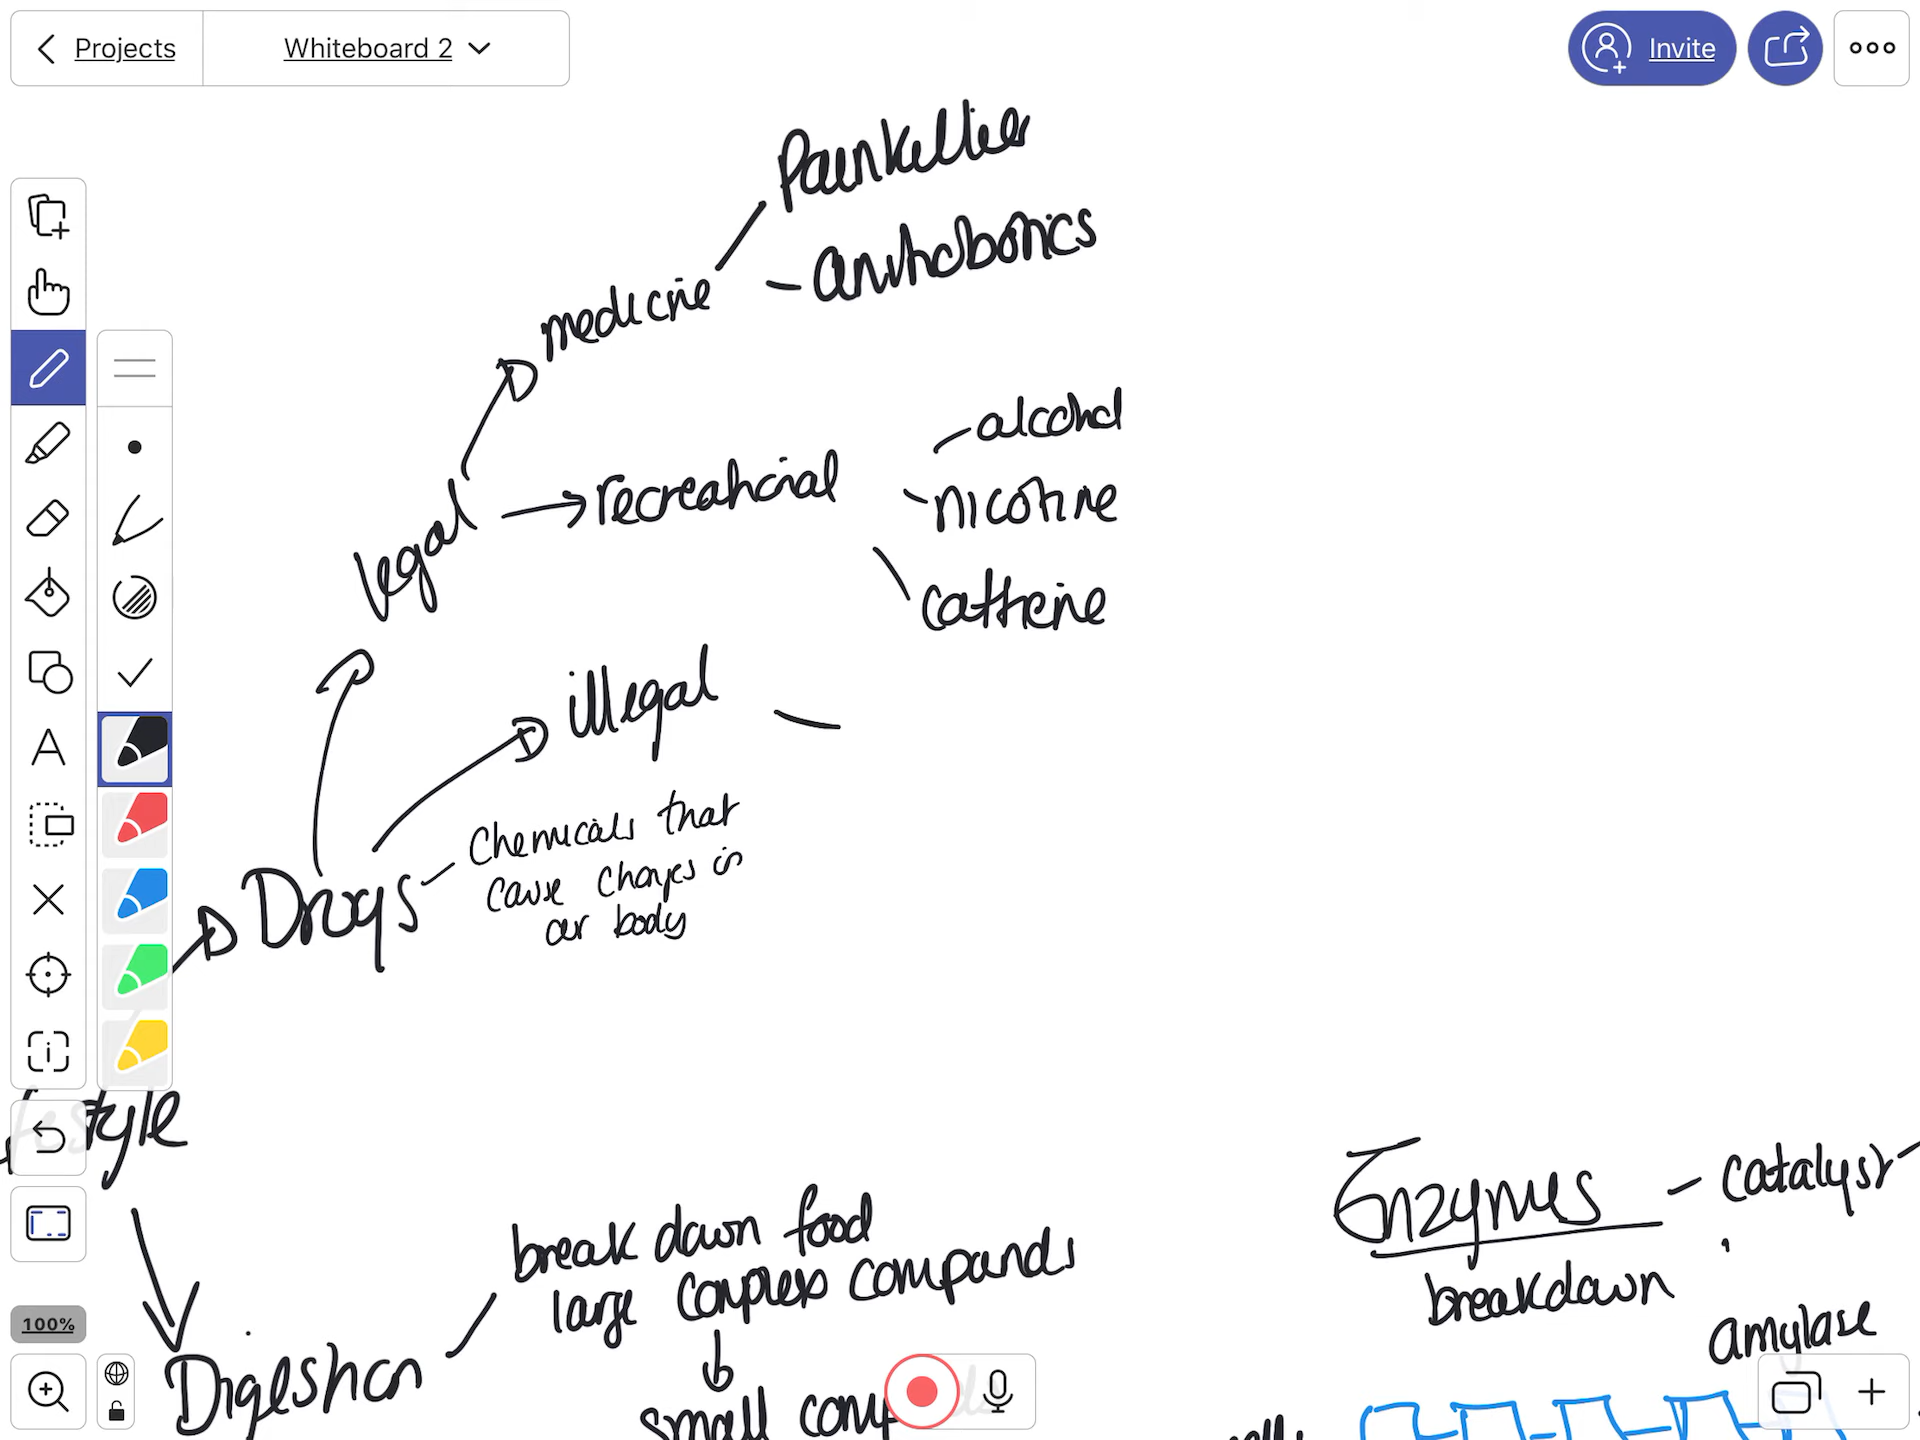 Projects
Whiteboard 2
Invite
Painkiller
antibiotics
medicine
alcohol
legal
recreational
nicotine
caffeine
illegal
Drugs
Chemicals that
cause changes in
our body
style
Enzymes
catalyst
breakdown
amylase
break down food
large complex compounds
Digestion
small comp
100%
A